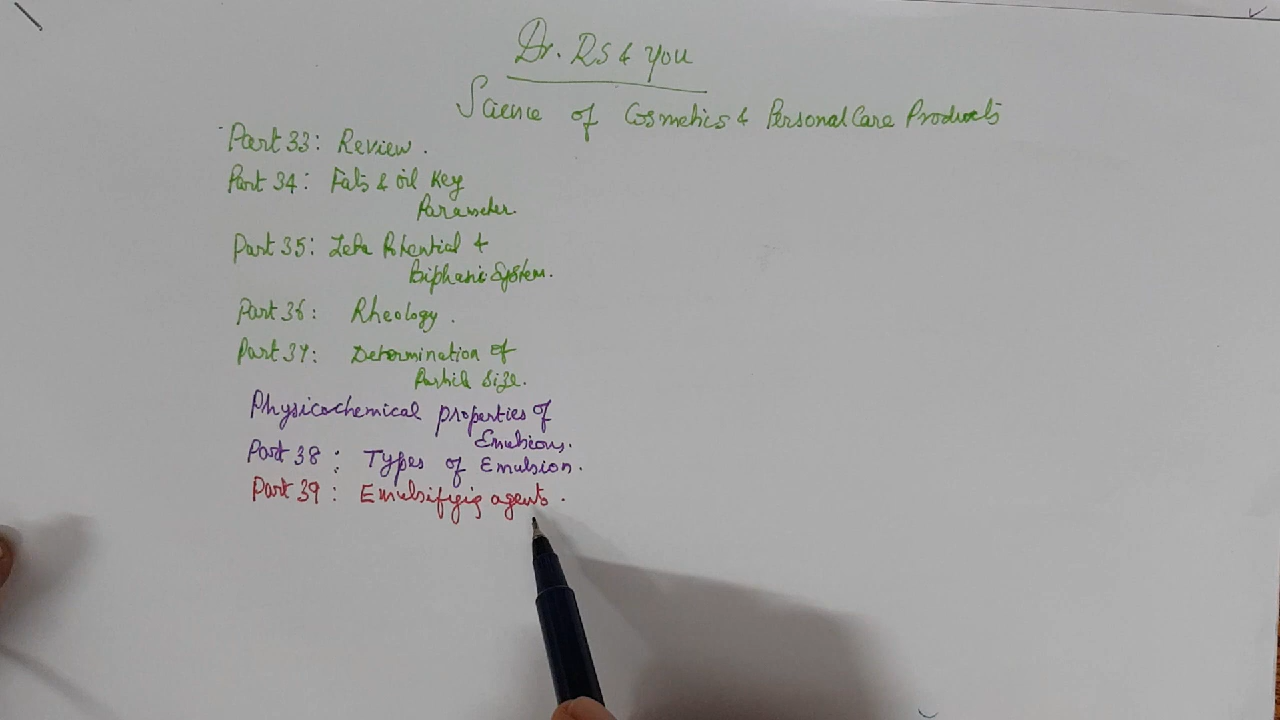 Dr. RS & You
Science of Cosmetics & Personal Care Products
Part 33: Review.
Part 34: Fats & oil Key
Parameter.
Part 35: Zeta Potential &
Biphasic System.
Part 36: Rheology.
Part 37: Determination of
Particle Size.
Physicochemical properties of
Emulsions.
Part 38: Types of Emulsion.
Part 39: Emulsifyig agents.